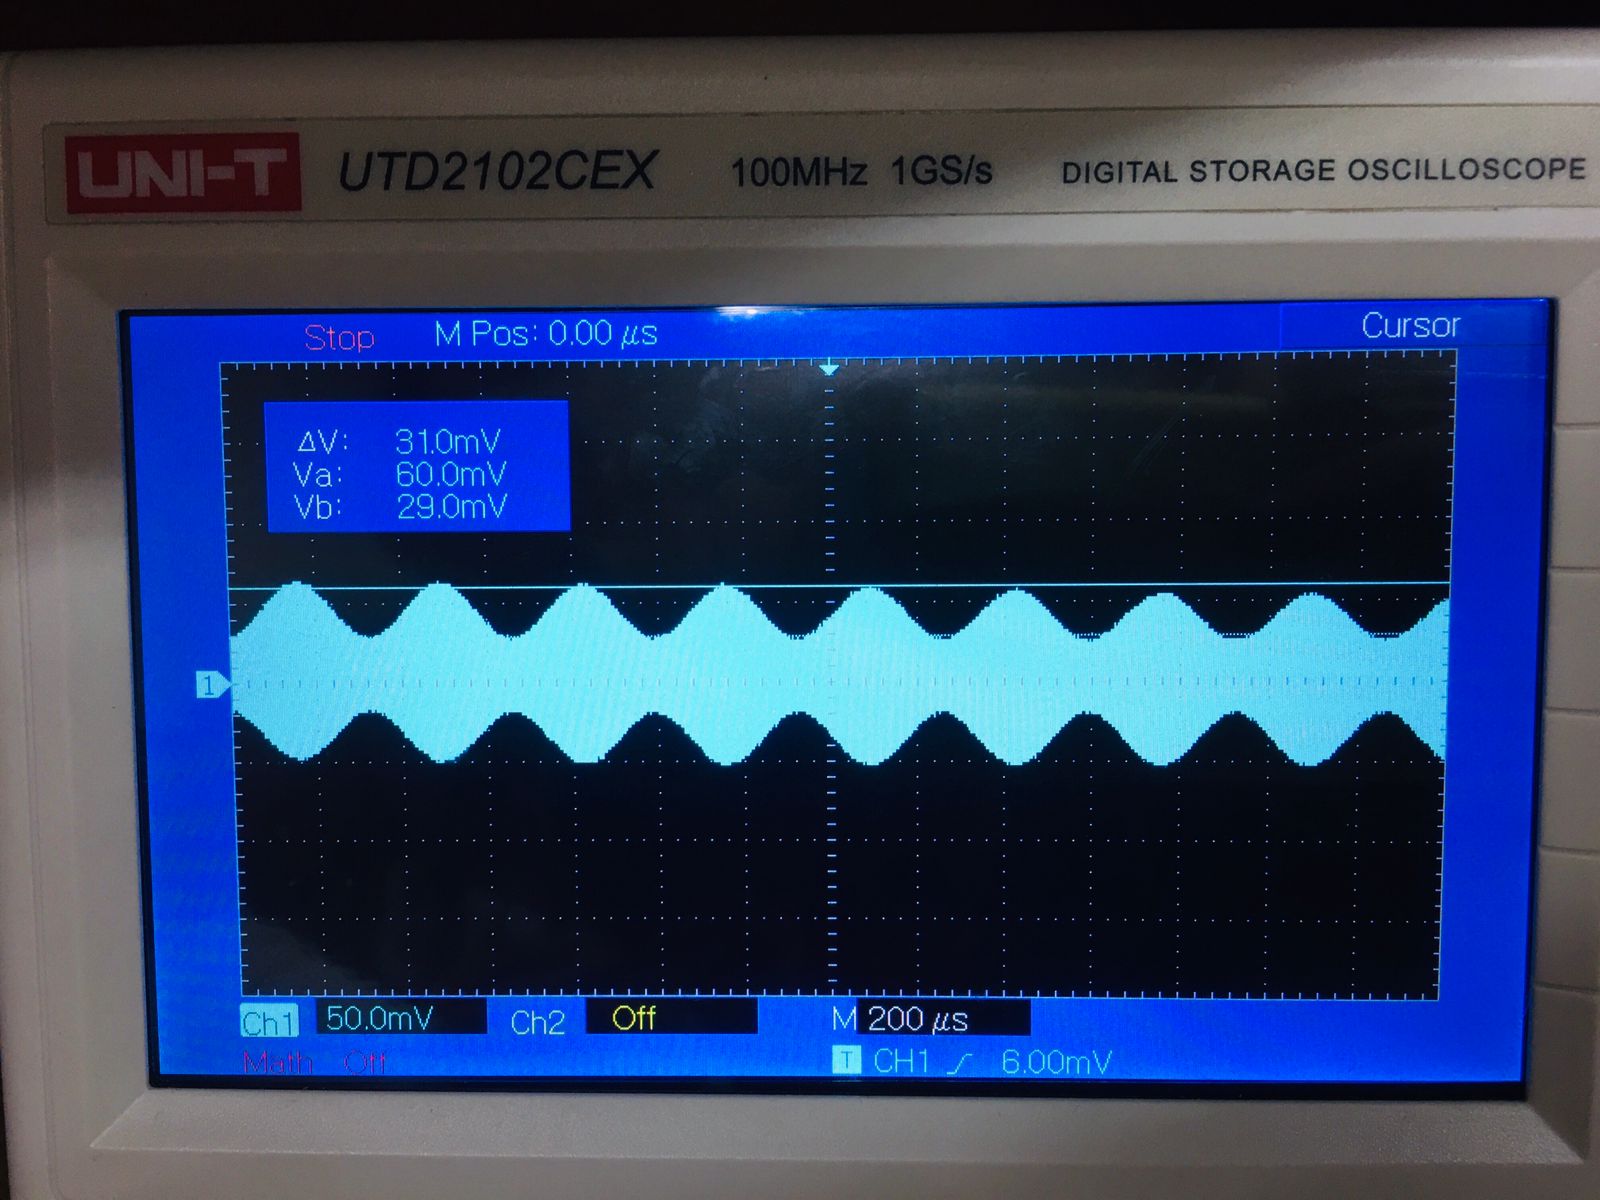 UNI-T UTD2102CEX 100MHz 1GS/s DIGITAL STORAGE OSCILLOSCOPE
Stop M Pos: 0.00 μs Cursor
ΔV: 31.0mV
Va: 60.0mV
Vb: 29.0mV
1
Ch1 50.0mV Ch2 Off M 200 μs
Math Off T CH1 6.00mV